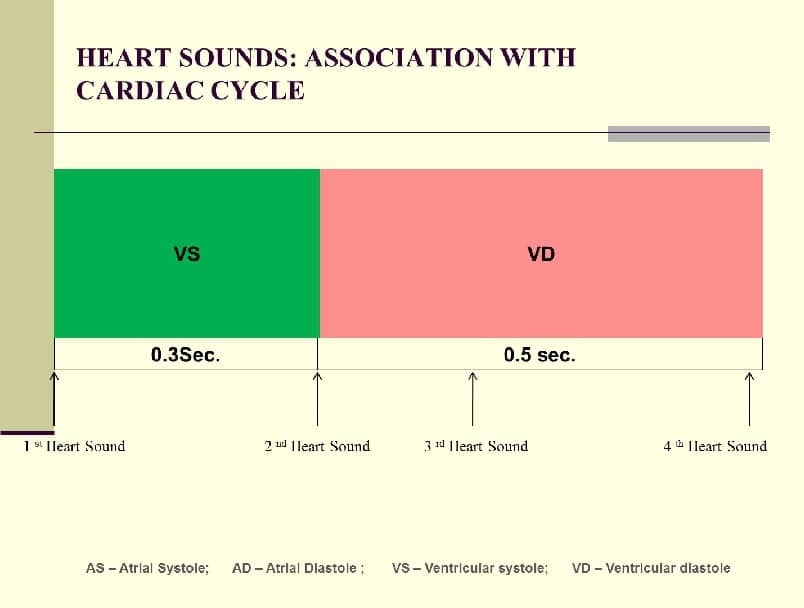 HEART SOUNDS: ASSOCIATION WITH
CARDIAC CYCLE
VS VD
0.3Sec. 0.5 sec.
1 st Heart Sound 2 nd Heart Sound 3 rd Heart Sound 4 th Heart Sound
AS – Atrial Systole; AD – Atrial Diastole ; VS – Ventricular systole; VD – Ventricular diastole